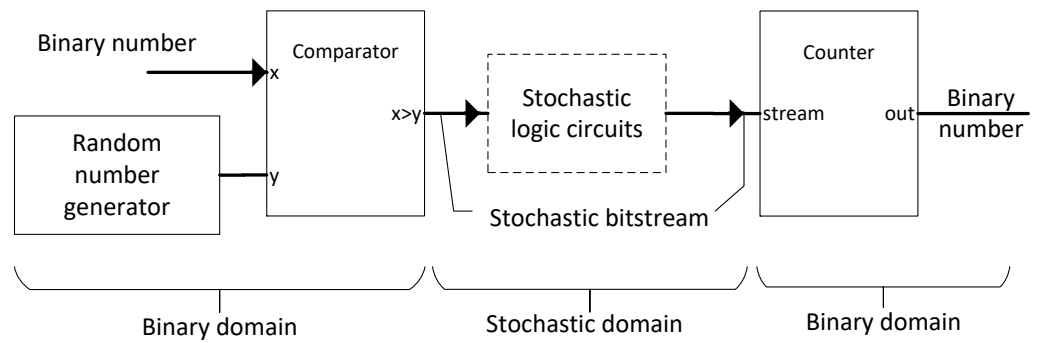 Binary number
Random
number
generator
Comparator
x
y
x>y
Stochastic
logic circuits
Stochastic bitstream
Counter
stream
out
Binary
number
Binary domain
Stochastic domain
Binary domain